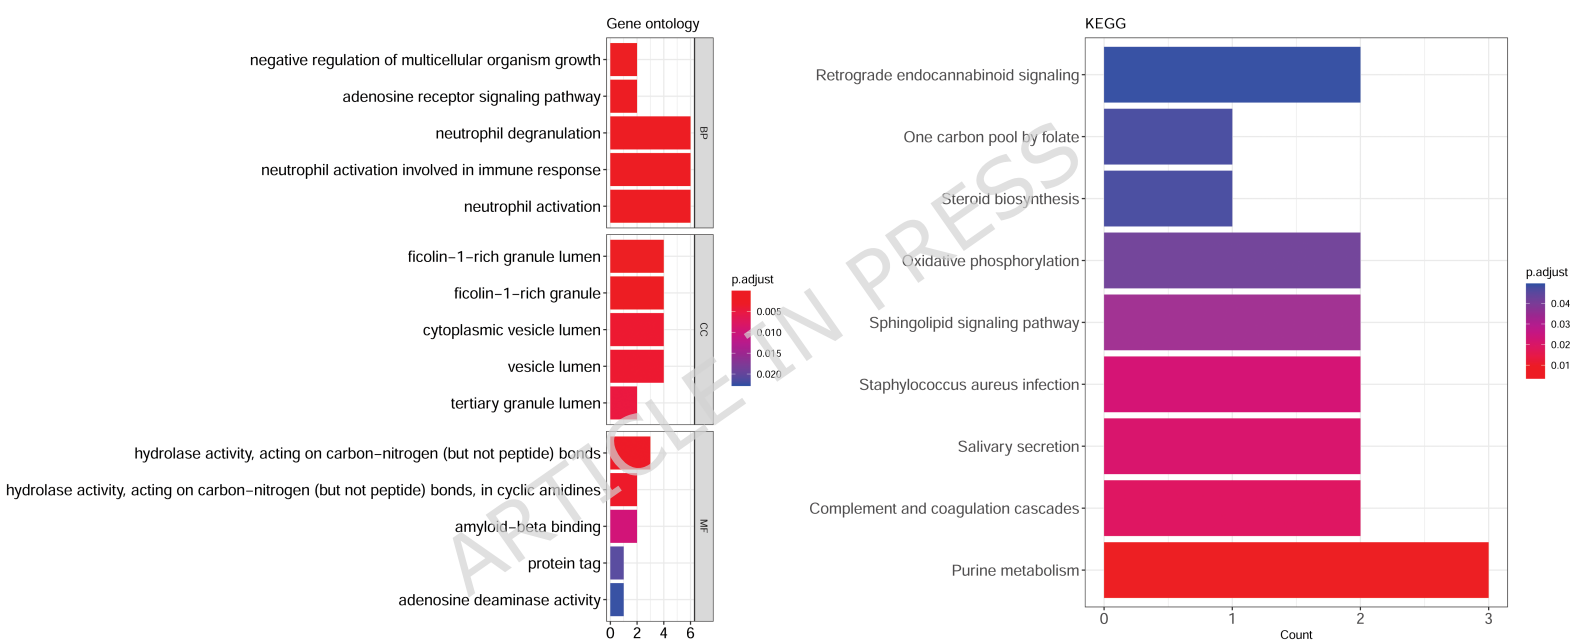 Gene ontology
negative regulation of multicellular organism growth
adenosine receptor signaling pathway
neutrophil degranulation
neutrophil activation involved in immune response
neutrophil activation
BP
ficolin−1−rich granule lumen
ficolin−1−rich granule
cytoplasmic vesicle lumen
vesicle lumen
tertiary granule lumen
CC
hydrolase activity, acting on carbon−nitrogen (but not peptide) bonds
hydrolase activity, acting on carbon−nitrogen (but not peptide) bonds, in cyclic amidines
amyloid−beta binding
protein tag
adenosine deaminase activity
MF
0 2 4 6
p.adjust
0.005
0.010
0.015
0.020
KEGG
Retrograde endocannabinoid signaling
One carbon pool by folate
Steroid biosynthesis
Oxidative phosphorylation
Sphingolipid signaling pathway
Staphylococcus aureus infection
Salivary secretion
Complement and coagulation cascades
Purine metabolism
0 1 2 3
Count
p.adjust
0.04
0.03
0.02
0.01
ARTICLE IN PRESS